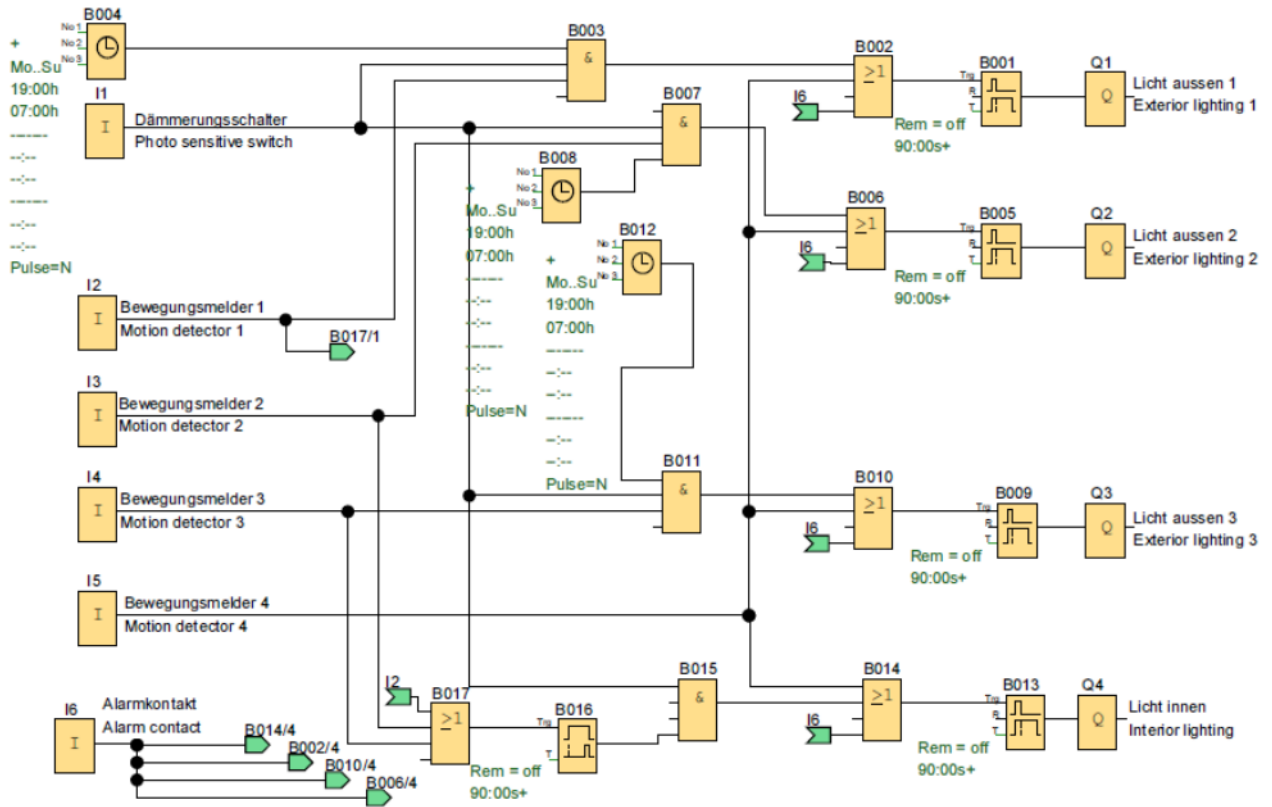 B004
No 1
No 2
No 3
+
Mo..Su
19:00h
07:00h
-------
--:--
--:--
-------
--:--
--:--
Pulse=N
I1
I
Dämmerungsschalter
Photo sensitive switch
B003
&
B007
&
B008
No 1
No 2
No 3
+
Mo..Su
19:00h
07:00h
-------
--:--
--:--
-------
--:--
--:--
Pulse=N
B012
No 1
No 2
No 3
+
Mo..Su
19:00h
07:00h
-------
--:--
--:--
-------
--:--
--:--
Pulse=N
B002
≥1
I6
B001
Trg
R
T
Rem = off
90:00s+
Q1
Q
Licht aussen 1
Exterior lighting 1
B006
≥1
I6
B005
Trg
R
T
Rem = off
90:00s+
Q2
Q
Licht aussen 2
Exterior lighting 2
I2
I
Bewegungsmelder 1
Motion detector 1
B017/1
I3
I
Bewegungsmelder 2
Motion detector 2
I4
I
Bewegungsmelder 3
Motion detector 3
B011
&
B010
≥1
I6
B009
Trg
R
T
Rem = off
90:00s+
Q3
Q
Licht aussen 3
Exterior lighting 3
I5
I
Bewegungsmelder 4
Motion detector 4
I6
I
Alarmkontakt
Alarm contact
B014/4
B002/4
B010/4
B006/4
I2
B017
≥1
B016
Trg
T
Rem = off
90:00s+
B015
&
B014
≥1
I6
B013
Trg
R
T
Rem = off
90:00s+
Q4
Q
Licht innen
Interior lighting